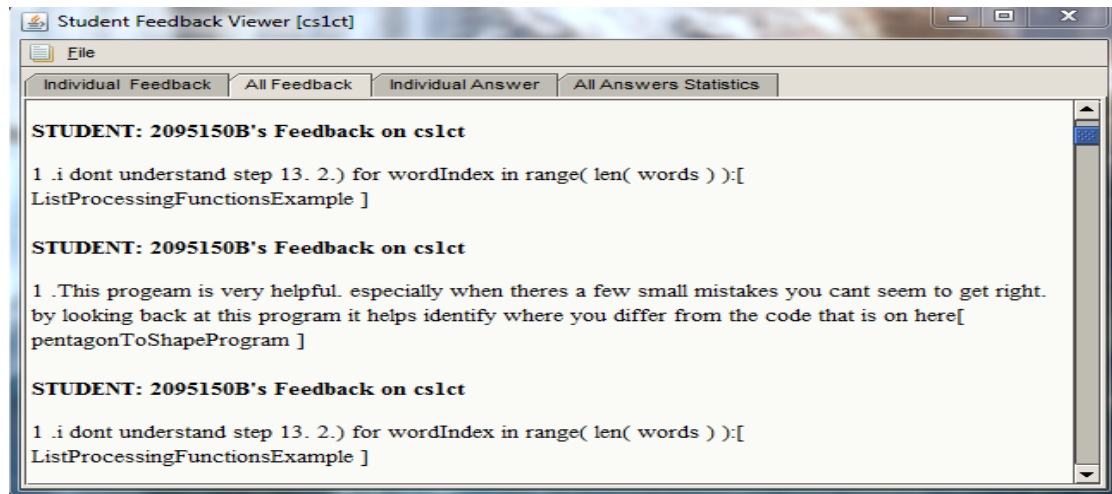 Student Feedback Viewer [cs1ct]
File
Individual Feedback All Feedback Individual Answer All Answers Statistics
STUDENT: 2095150B's Feedback on cs1ct
1 .i dont understand step 13. 2.) for wordIndex in range( len( words ) ):[
ListProcessingFunctionsExample ]
STUDENT: 2095150B's Feedback on cs1ct
1 .This progeam is very helpful. especially when theres a few small mistakes you cant seem to get right.
by looking back at this program it helps identify where you differ from the code that is on here[
pentagonToShapeProgram ]
STUDENT: 2095150B's Feedback on cs1ct
1 .i dont understand step 13. 2.) for wordIndex in range( len( words ) ):[
ListProcessingFunctionsExample ]